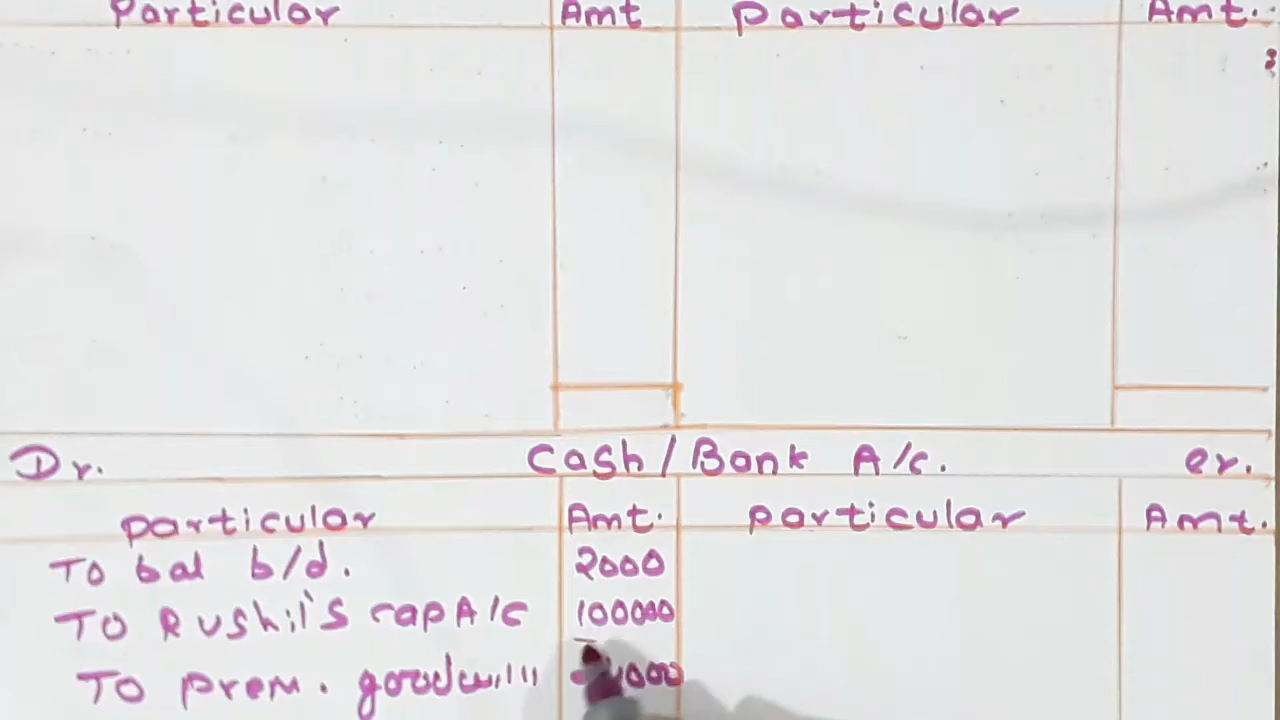 Particular Amt Particular Amt.
Dr. Cash/Bank A/c. Cr.
Particular Amt. Particular Amt.
To bal b/d. 2000
To Rushil's cap A/c 100000
To prem. goodwill